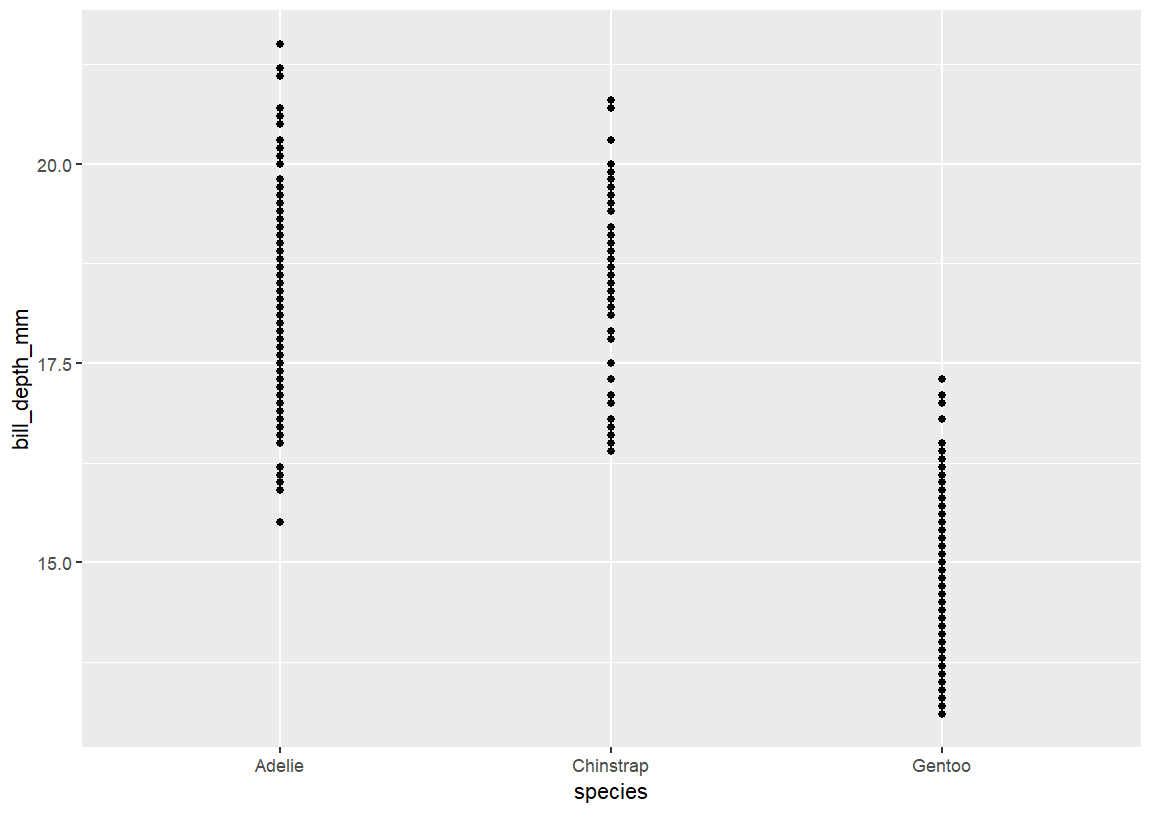 20.0
17.5
15.0
bill_depth_mm
Adelie Chinstrap Gentoo
species